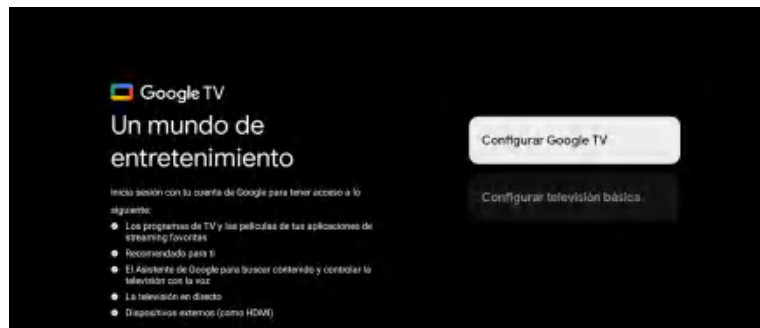 Google TV
Un mundo de
entretenimiento
Inicia sesión con tu cuenta de Google para tener acceso a lo
siguiente:
Los programas de TV y las películas de tus aplicaciones de
streaming favoritas
Recomendado para ti
El Asistente de Google para buscar contenido y controlar la
televisión con la voz
La televisión en directo
Dispositivos externos (como HDMI)
Configurar Google TV
Configurar televisión básica